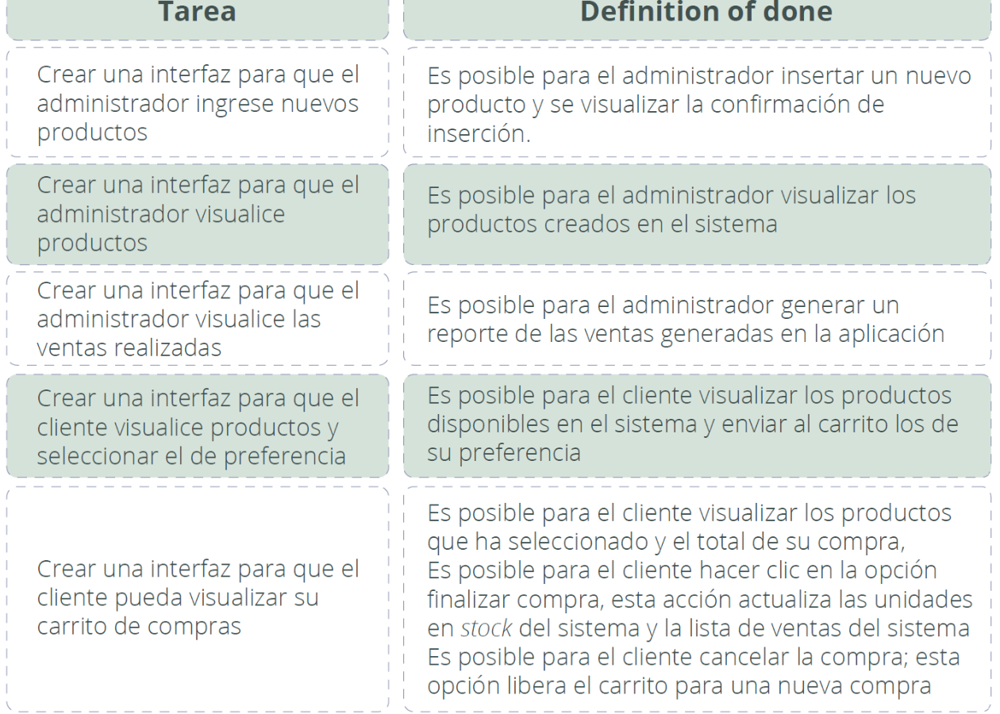 Tarea
Definition of done
Crear una interfaz para que el
administrador ingrese nuevos
productos
Es posible para el administrador insertar un nuevo
producto y se visualizar la confirmación de
inserción.
Crear una interfaz para que el
administrador visualice
productos
Es posible para el administrador visualizar los
productos creados en el sistema
Crear una interfaz para que el
administrador visualice las
ventas realizadas
Es posible para el administrador generar un
reporte de las ventas generadas en la aplicación
Crear una interfaz para que el
cliente visualice productos y
seleccionar el de preferencia
Es posible para el cliente visualizar los productos
disponibles en el sistema y enviar al carrito los de
su preferencia
Crear una interfaz para que el
cliente pueda visualizar su
carrito de compras
Es posible para el cliente visualizar los productos
que ha seleccionado y el total de su compra,
Es posible para el cliente hacer clic en la opción
finalizar compra, esta acción actualiza las unidades
en stock del sistema y la lista de ventas del sistema
Es posible para el cliente cancelar la compra; esta
opción libera el carrito para una nueva compra